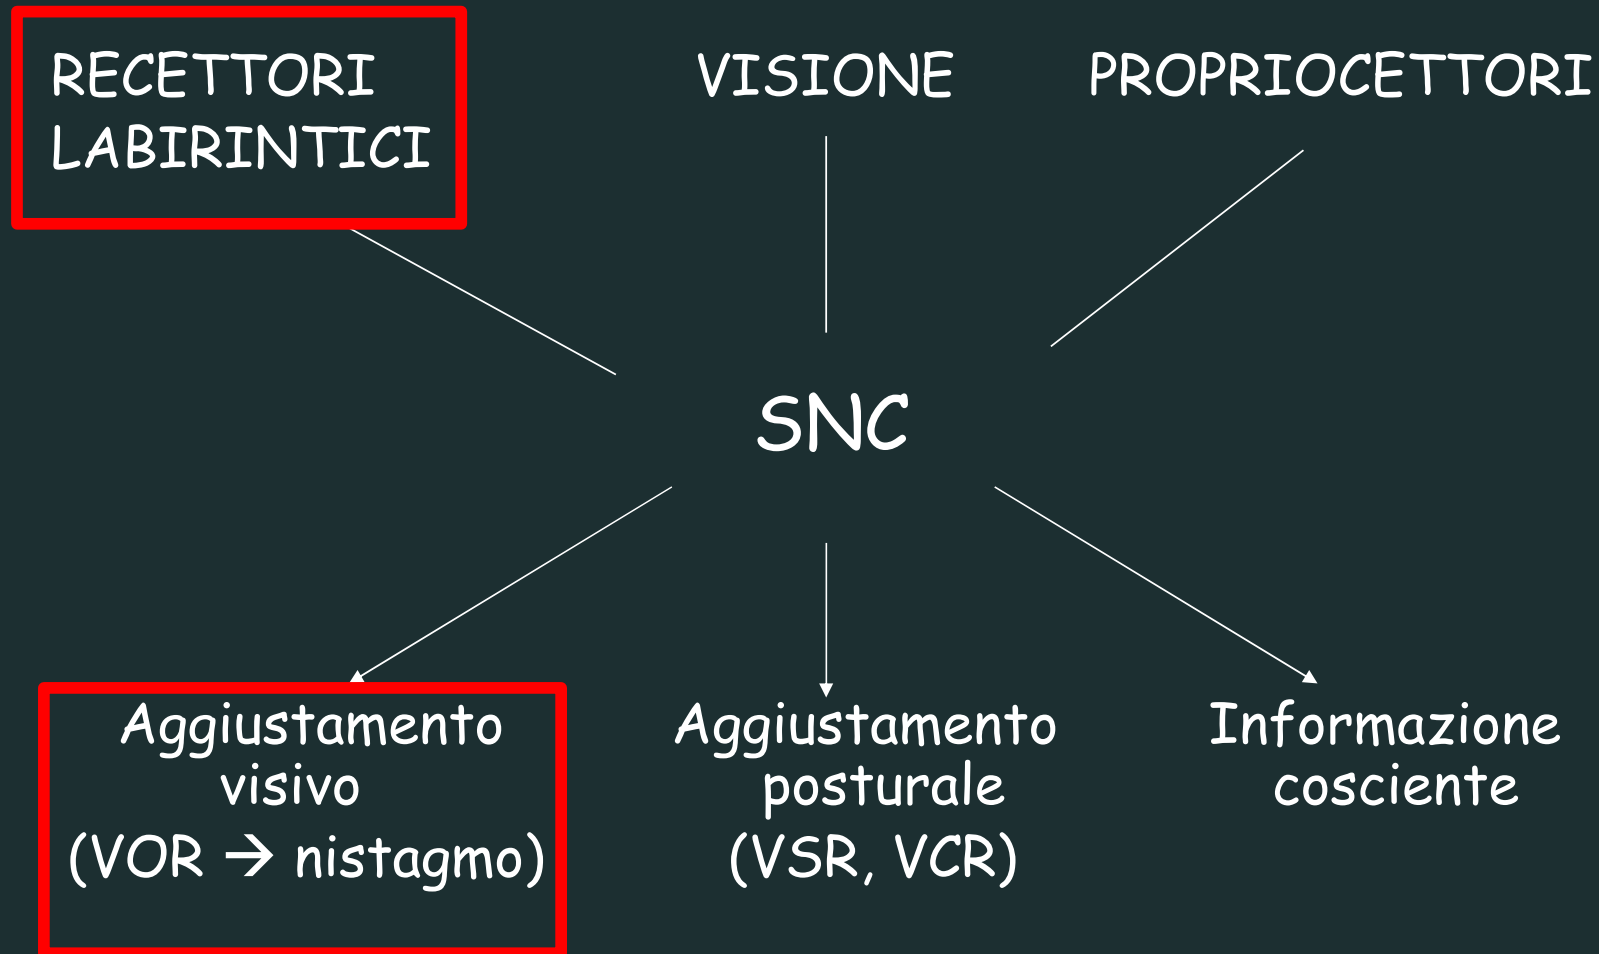 RECETTORI
LABIRINTICI
VISIONE
PROPRIOCETTORI
SNC
Aggiustamento
visivo
(VOR → nistagmo)
Aggiustamento
posturale
(VSR, VCR)
Informazione
cosciente